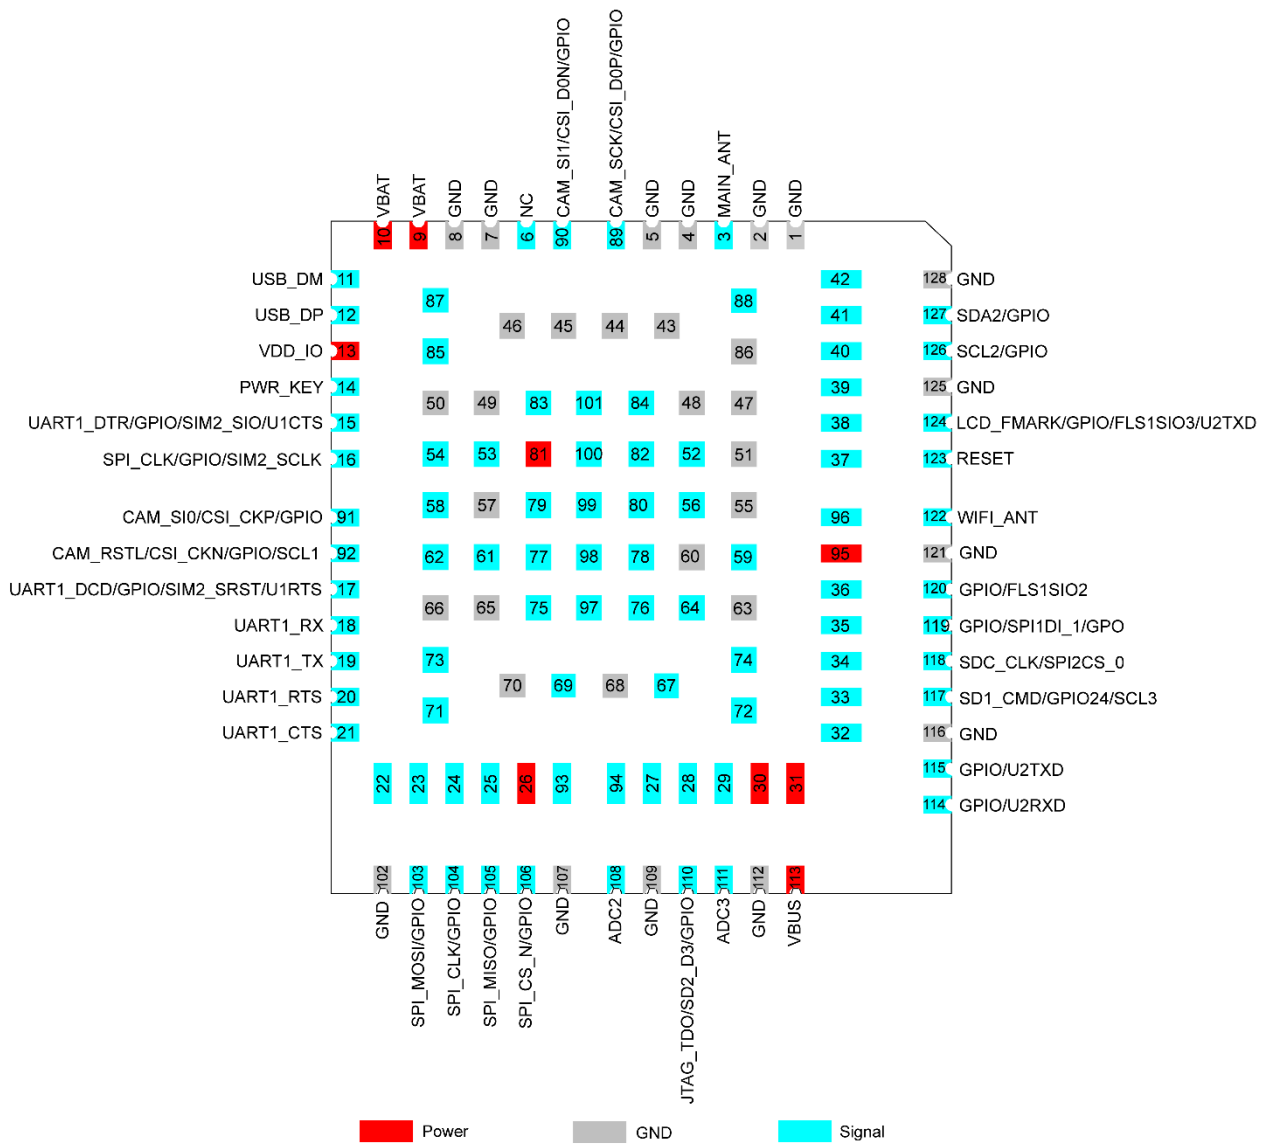 VBAT
VBAT
GND
GND
NC
CAM_SI1/CSI_D0N/GPIO
CAM_SCK/CSI_D0P/GPIO
GND
GND
MAIN_ANT
GND
GND
10 9 8 7 6 90 89 5 4 3 2 1
USB_DM 11 42 128 GND
87 88
USB_DP 12 46 45 44 43 41 127 SDA2/GPIO
VDD_IO 13 85 86 40 126 SCL2/GPIO
PWR_KEY 14 39 125 GND
50 49 83 101 84 48 47
UART1_DTR/GPIO/SIM2_SIO/U1CTS 15 38 124 LCD_FMARK/GPIO/FLS1SIO3/U2TXD
SPI_CLK/GPIO/SIM2_SCLK 16 54 53 81 100 82 52 51 37 123 RESET
58 57 79 99 80 56 55
CAM_SI0/CSI_CKP/GPIO 91 96 122 WIFI_ANT
CAM_RSTL/CSI_CKN/GPIO/SCL1 92 62 61 77 98 78 60 59 95 121 GND
UART1_DCD/GPIO/SIM2_SRST/U1RTS 17 36 120 GPIO/FLS1SIO2
66 65 75 97 76 64 63
UART1_RX 18 35 119 GPIO/SPI1DI_1/GPO
UART1_TX 19 73 74 34 118 SDC_CLK/SPI2CS_0
70 69 68 67
UART1_RTS 20 33 117 SD1_CMD/GPIO24/SCL3
71 72
UART1_CTS 21 32 116 GND
115 GPIO/U2TXD
22 23 24 25 26 93 94 27 28 29 30 31
114 GPIO/U2RXD
102 103 104 105 106 107 108 109 110 111 112 113
GND
SPI_MOSI/GPIO
SPI_CLK/GPIO
SPI_MISO/GPIO
SPI_CS_N/GPIO
GND
ADC2
GND
JTAG_TDO/SD2_D3/GPIO
ADC3
GND
VBUS
Power GND Signal